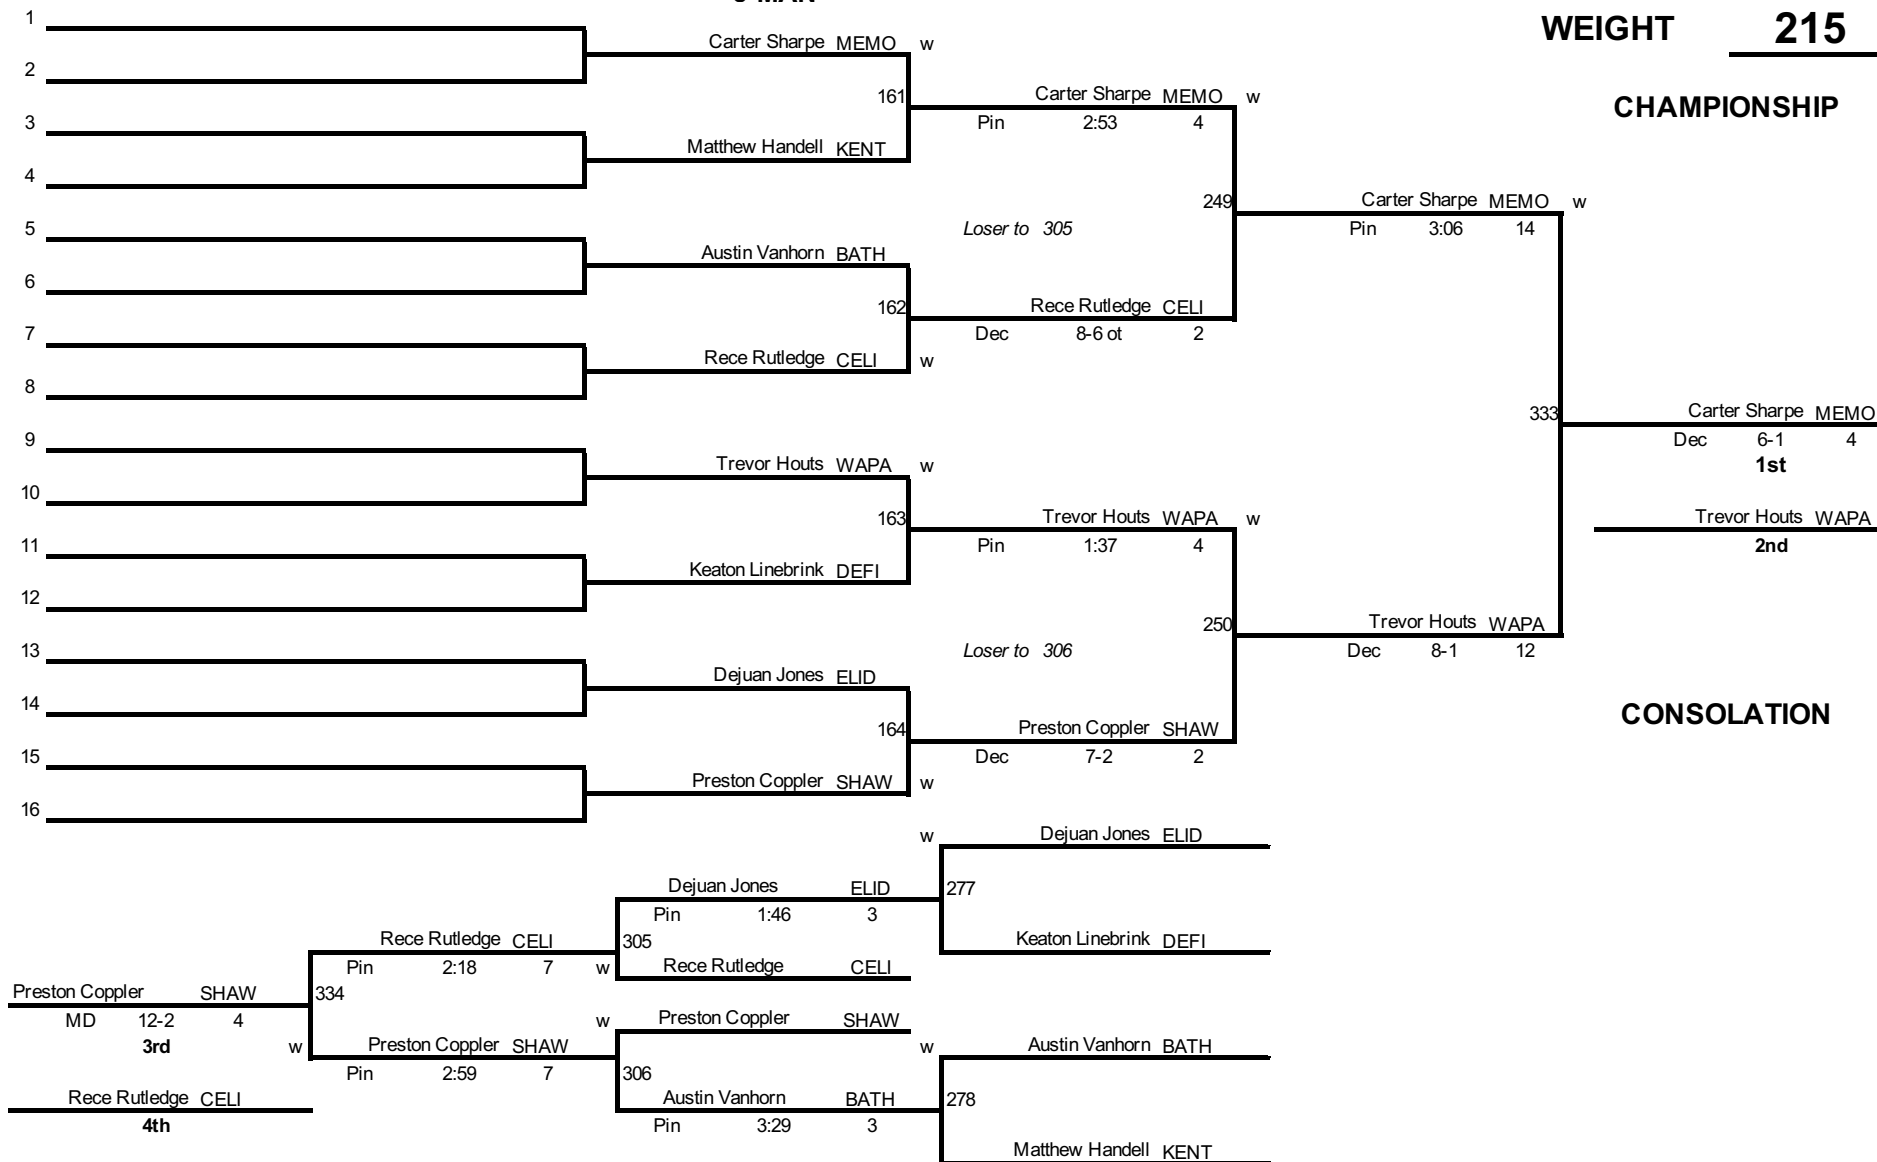 8-MAN
WEIGHT 215
1
Carter Sharpe MEMO w
2
161 Carter Sharpe MEMO w
CHAMPIONSHIP
3
Pin 2:53 4
Matthew Handell KENT
4
249 Carter Sharpe MEMO w
5
Loser to 305
Pin 3:06 14
Austin Vanhorn BATH
6
162 Rece Rutledge CELI
7
Dec 8-6 ot 2
Rece Rutledge CELI w
8
333 Carter Sharpe MEMO
9
Dec 6-1 4
Trevor Houts WAPA w
1st
10
163 Trevor Houts WAPA w
Trevor Houts WAPA
11
Pin 1:37 4
2nd
Keaton Linebrink DEFI
12
250 Trevor Houts WAPA
13
Loser to 306
Dec 8-1 12
Dejuan Jones ELID
14
164 Preston Coppler SHAW
CONSOLATION
15
Dec 7-2 2
Preston Coppler SHAW w
16
w Dejuan Jones ELID
Dejuan Jones ELID 277
Pin 1:46 3
Rece Rutledge CELI 305
Keaton Linebrink DEFI
Pin 2:18 7 w Rece Rutledge CELI
Preston Coppler SHAW 334
MD 12-2 4
w Preston Coppler SHAW
3rd w
Preston Coppler SHAW
w Austin Vanhorn BATH
Pin 2:59 7 306
Rece Rutledge CELI
Austin Vanhorn BATH 278
4th
Pin 3:29 3
Matthew Handell KENT